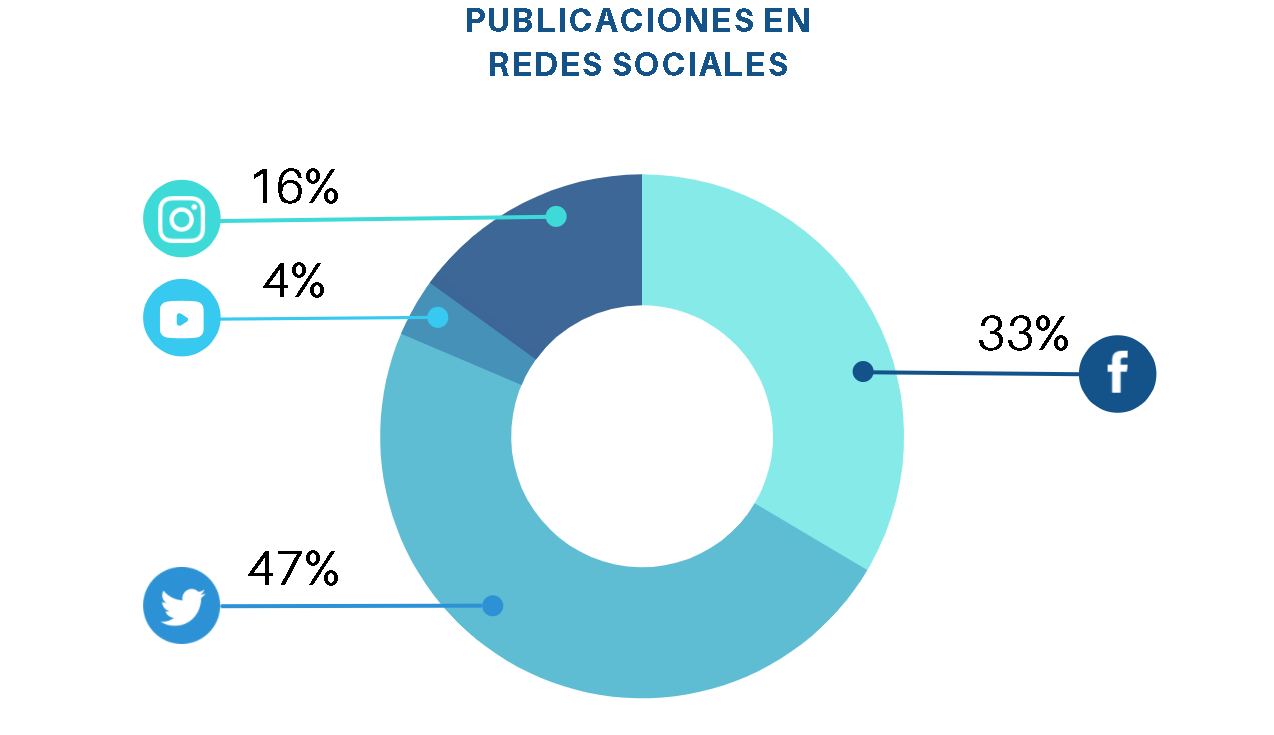 PUBLICACIONES EN
REDES SOCIALES
16%
4%
33%
47%